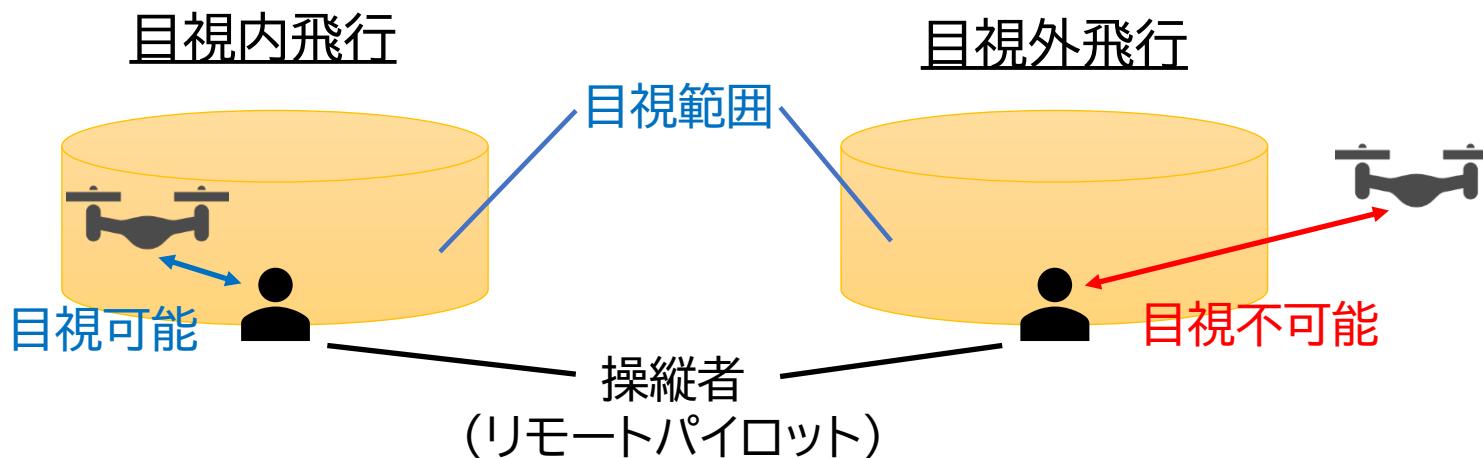 目視内飛行
目視外飛行
目視範囲
目視可能
目視不可能
操縦者
（リモートパイロット）